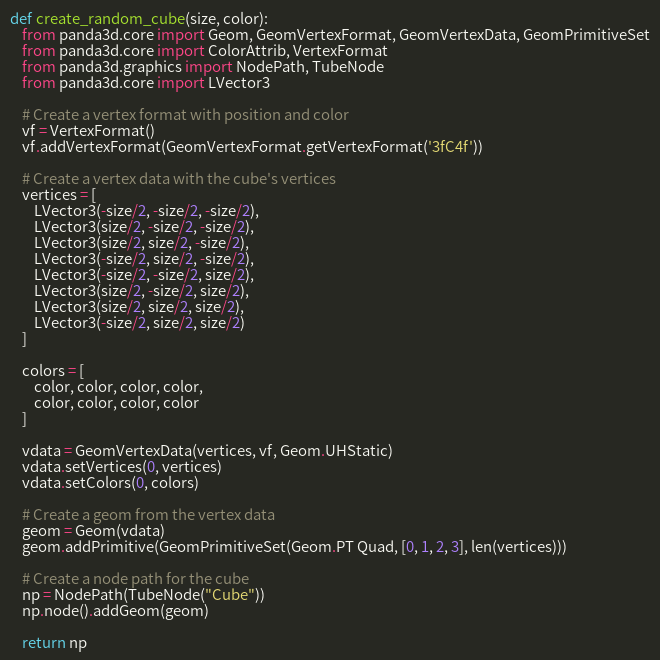 def create_random_cube(size, color):
    from panda3d.core import Geom, GeomVertexFormat, GeomVertexData, GeomPrimitiveSet
    from panda3d.core import ColorAttrib, VertexFormat
    from panda3d.graphics import NodePath, TubeNode
    from panda3d.core import LVector3

    # Create a vertex format with position and color
    vf = VertexFormat()
    vf.addVertexFormat(GeomVertexFormat.getVertexFormat('3fC4f'))

    # Create a vertex data with the cube's vertices
    vertices = [
        LVector3(-size/2, -size/2, -size/2),
        LVector3(size/2, -size/2, -size/2),
        LVector3(size/2, size/2, -size/2),
        LVector3(-size/2, size/2, -size/2),
        LVector3(-size/2, -size/2, size/2),
        LVector3(size/2, -size/2, size/2),
        LVector3(size/2, size/2, size/2),
        LVector3(-size/2, size/2, size/2)
    ]

    colors = [
        color, color, color, color,
        color, color, color, color
    ]

    vdata = GeomVertexData(vertices, vf, Geom.UHStatic)
    vdata.setVertices(0, vertices)
    vdata.setColors(0, colors)

    # Create a geom from the vertex data
    geom = Geom(vdata)
    geom.addPrimitive(GeomPrimitiveSet(Geom.PT Quad, [0, 1, 2, 3], len(vertices)))

    # Create a node path for the cube
    np = NodePath(TubeNode("Cube"))
    np.node().addGeom(geom)

    return np